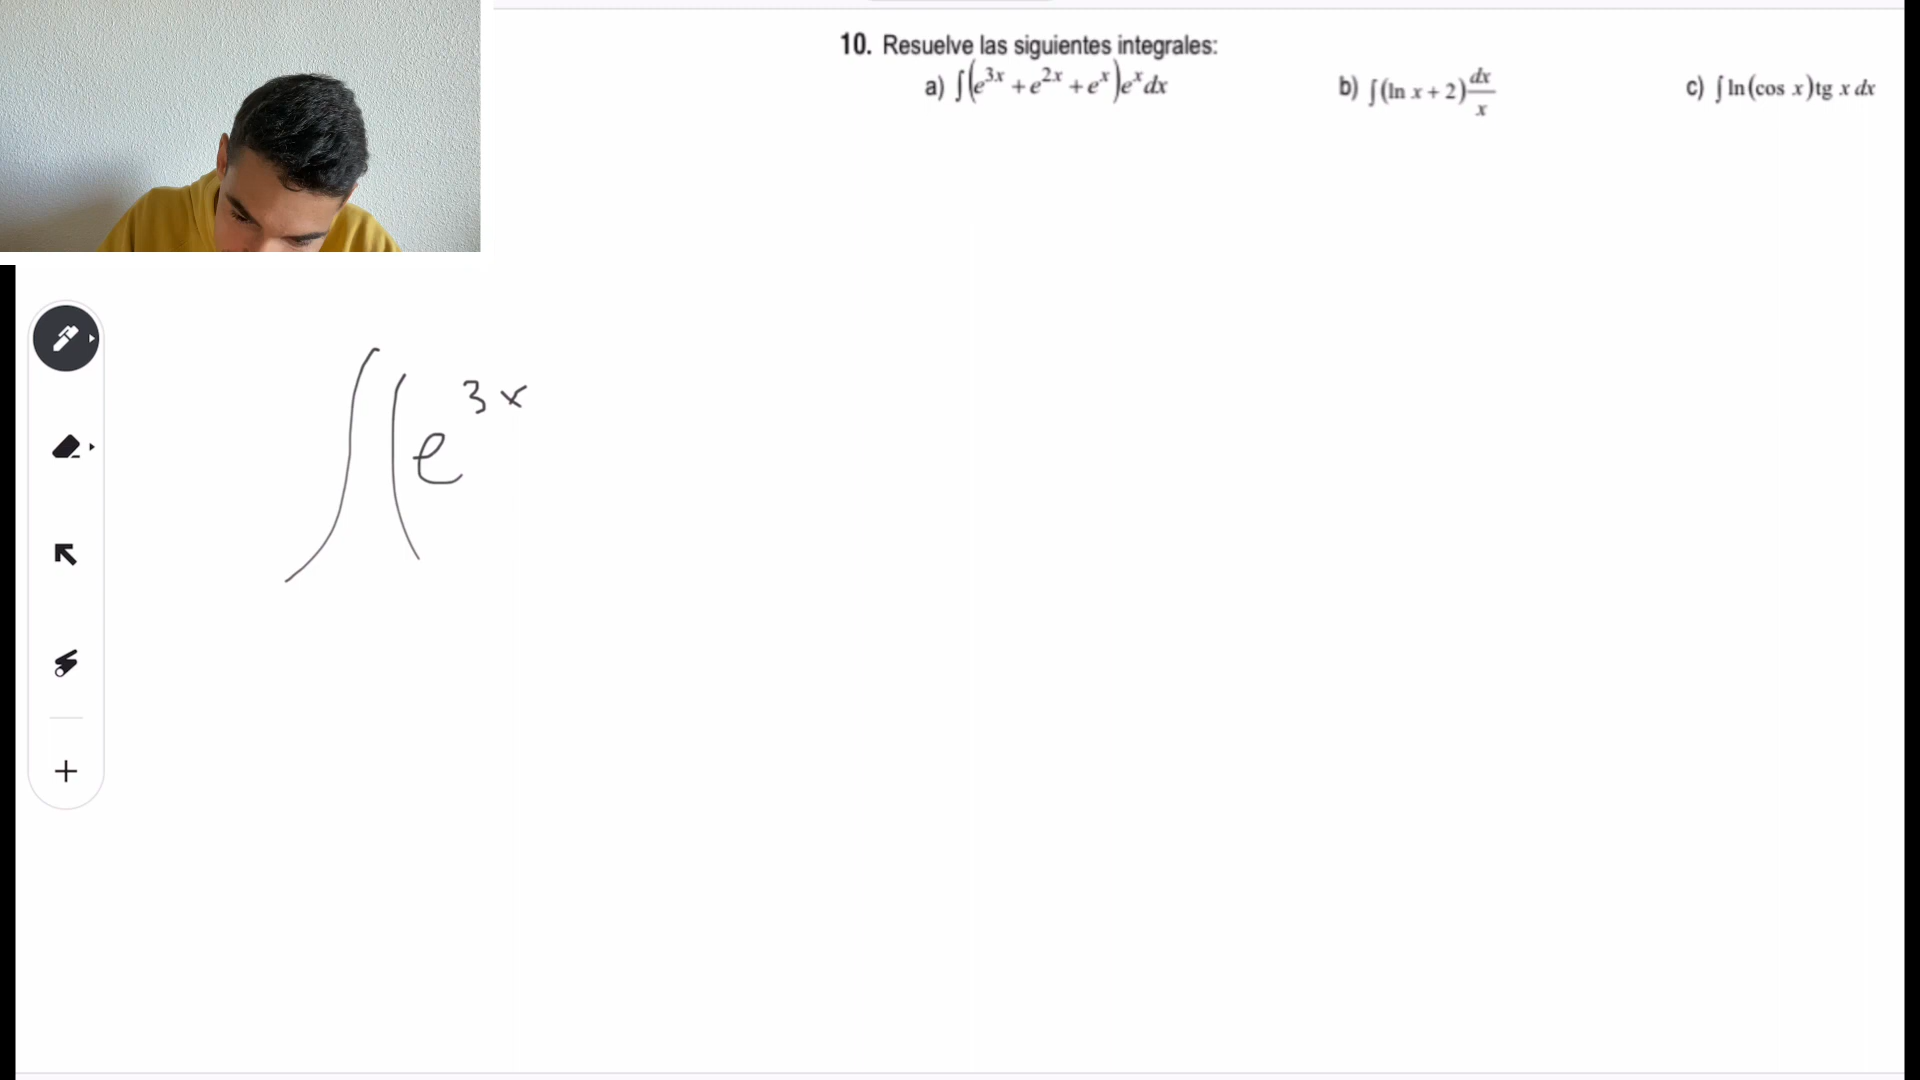 10. Resuelve las siguientes integrales:
a) ∫(e^{3x} + e^{2x} + e^x)e^x dx b) ∫(ln x + 2) dx/x c) ∫ ln(cos x)tg x dx
∫(e^{3x}